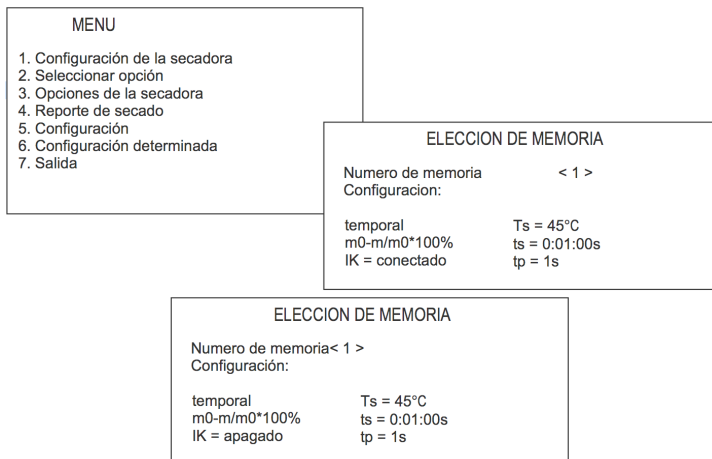 MENU
1. Configuración de la secadora
2. Seleccionar opción
3. Opciones de la secadora
4. Reporte de secado
5. Configuración
6. Configuración determinada
7. Salida
ELECCION DE MEMORIA
Numero de memoria < 1 >
Configuracion:
temporal Ts = 45°C
m0-m/m0*100% ts = 0:01:00s
IK = conectado tp = 1s
ELECCION DE MEMORIA
Numero de memoria< 1 >
Configuración:
temporal Ts = 45°C
m0-m/m0*100% ts = 0:01:00s
IK = apagado tp = 1s